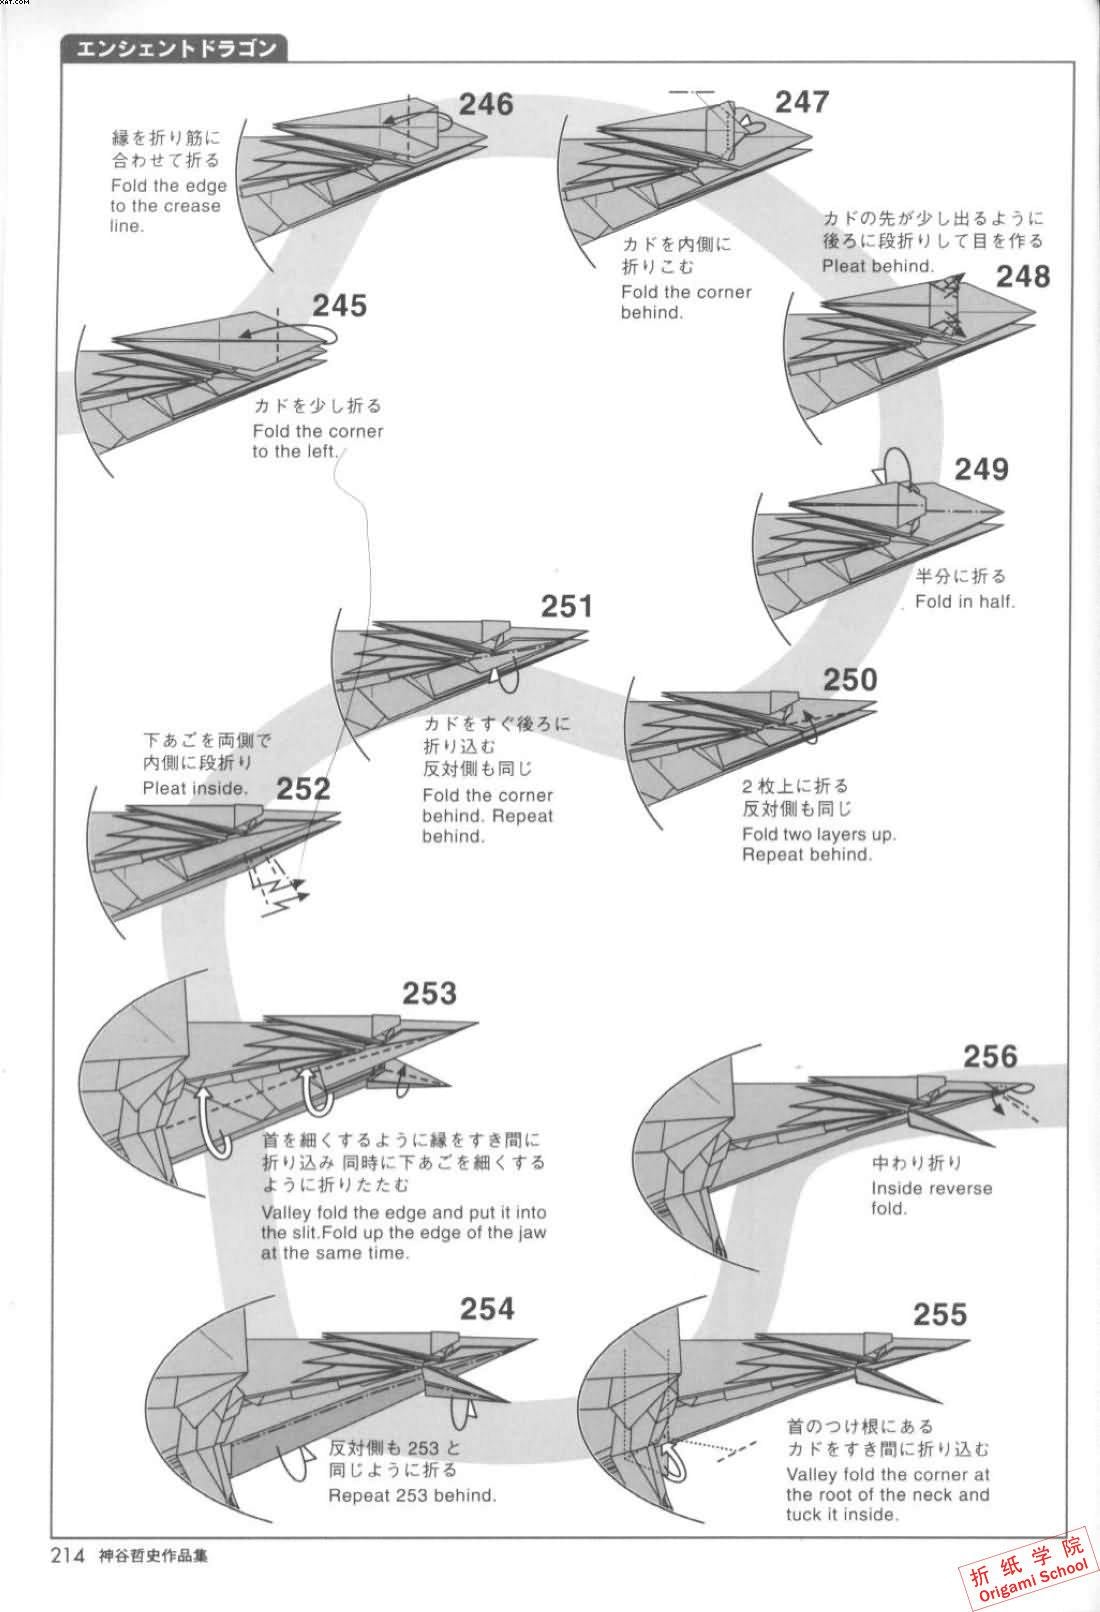 XAT.COM
エンシェントドラゴン
246
縁を折り筋に
合わせて折る
Fold the edge
to the crease
line.
247
カドを内側に
折りこむ
Fold the corner
behind.
カドの先が少し出るように
後ろに段折りして目を作る
Pleat behind.
248
245
カドを少し折る
Fold the corner
to the left.
249
半分に折る
Fold in half.
251
カドをすぐ後ろに
折り込む
反対側も同じ
Fold the corner
behind. Repeat
behind.
250
2枚上に折る
反対側も同じ
Fold two layers up.
Repeat behind.
下あごを両側で
内側に段折り
Pleat inside.
252
253
首を細くするように縁をすき間に
折り込み 同時に下あごを細くする
ように折りたたむ
Valley fold the edge and put it into
the slit.Fold up the edge of the jaw
at the same time.
256
中わり折り
Inside reverse
fold.
254
反対側も 253 と
同じように折る
Repeat 253 behind.
255
首のつけ根にある
カドをすき間に折り込む
Valley fold the corner at
the root of the neck and
tuck it inside.
214 神谷哲史作品集
折纸学院
Origami School